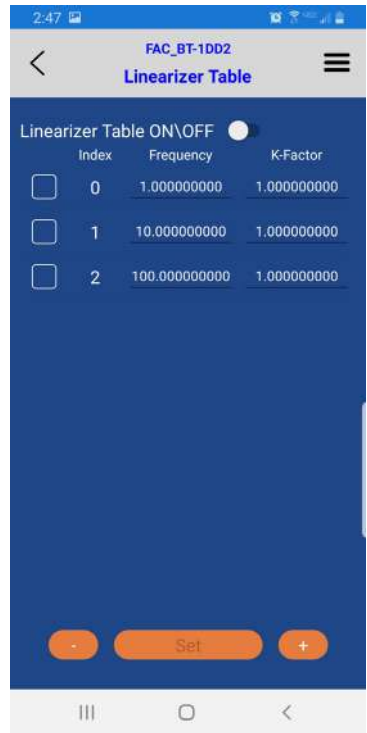 2:47
FAC_BT-1DD2
Linearizer Table
Linearizer Table ON\OFF
Index Frequency K-Factor
0 1.000000000 1.000000000
1 10.000000000 1.000000000
2 100.000000000 1.000000000
- Set +